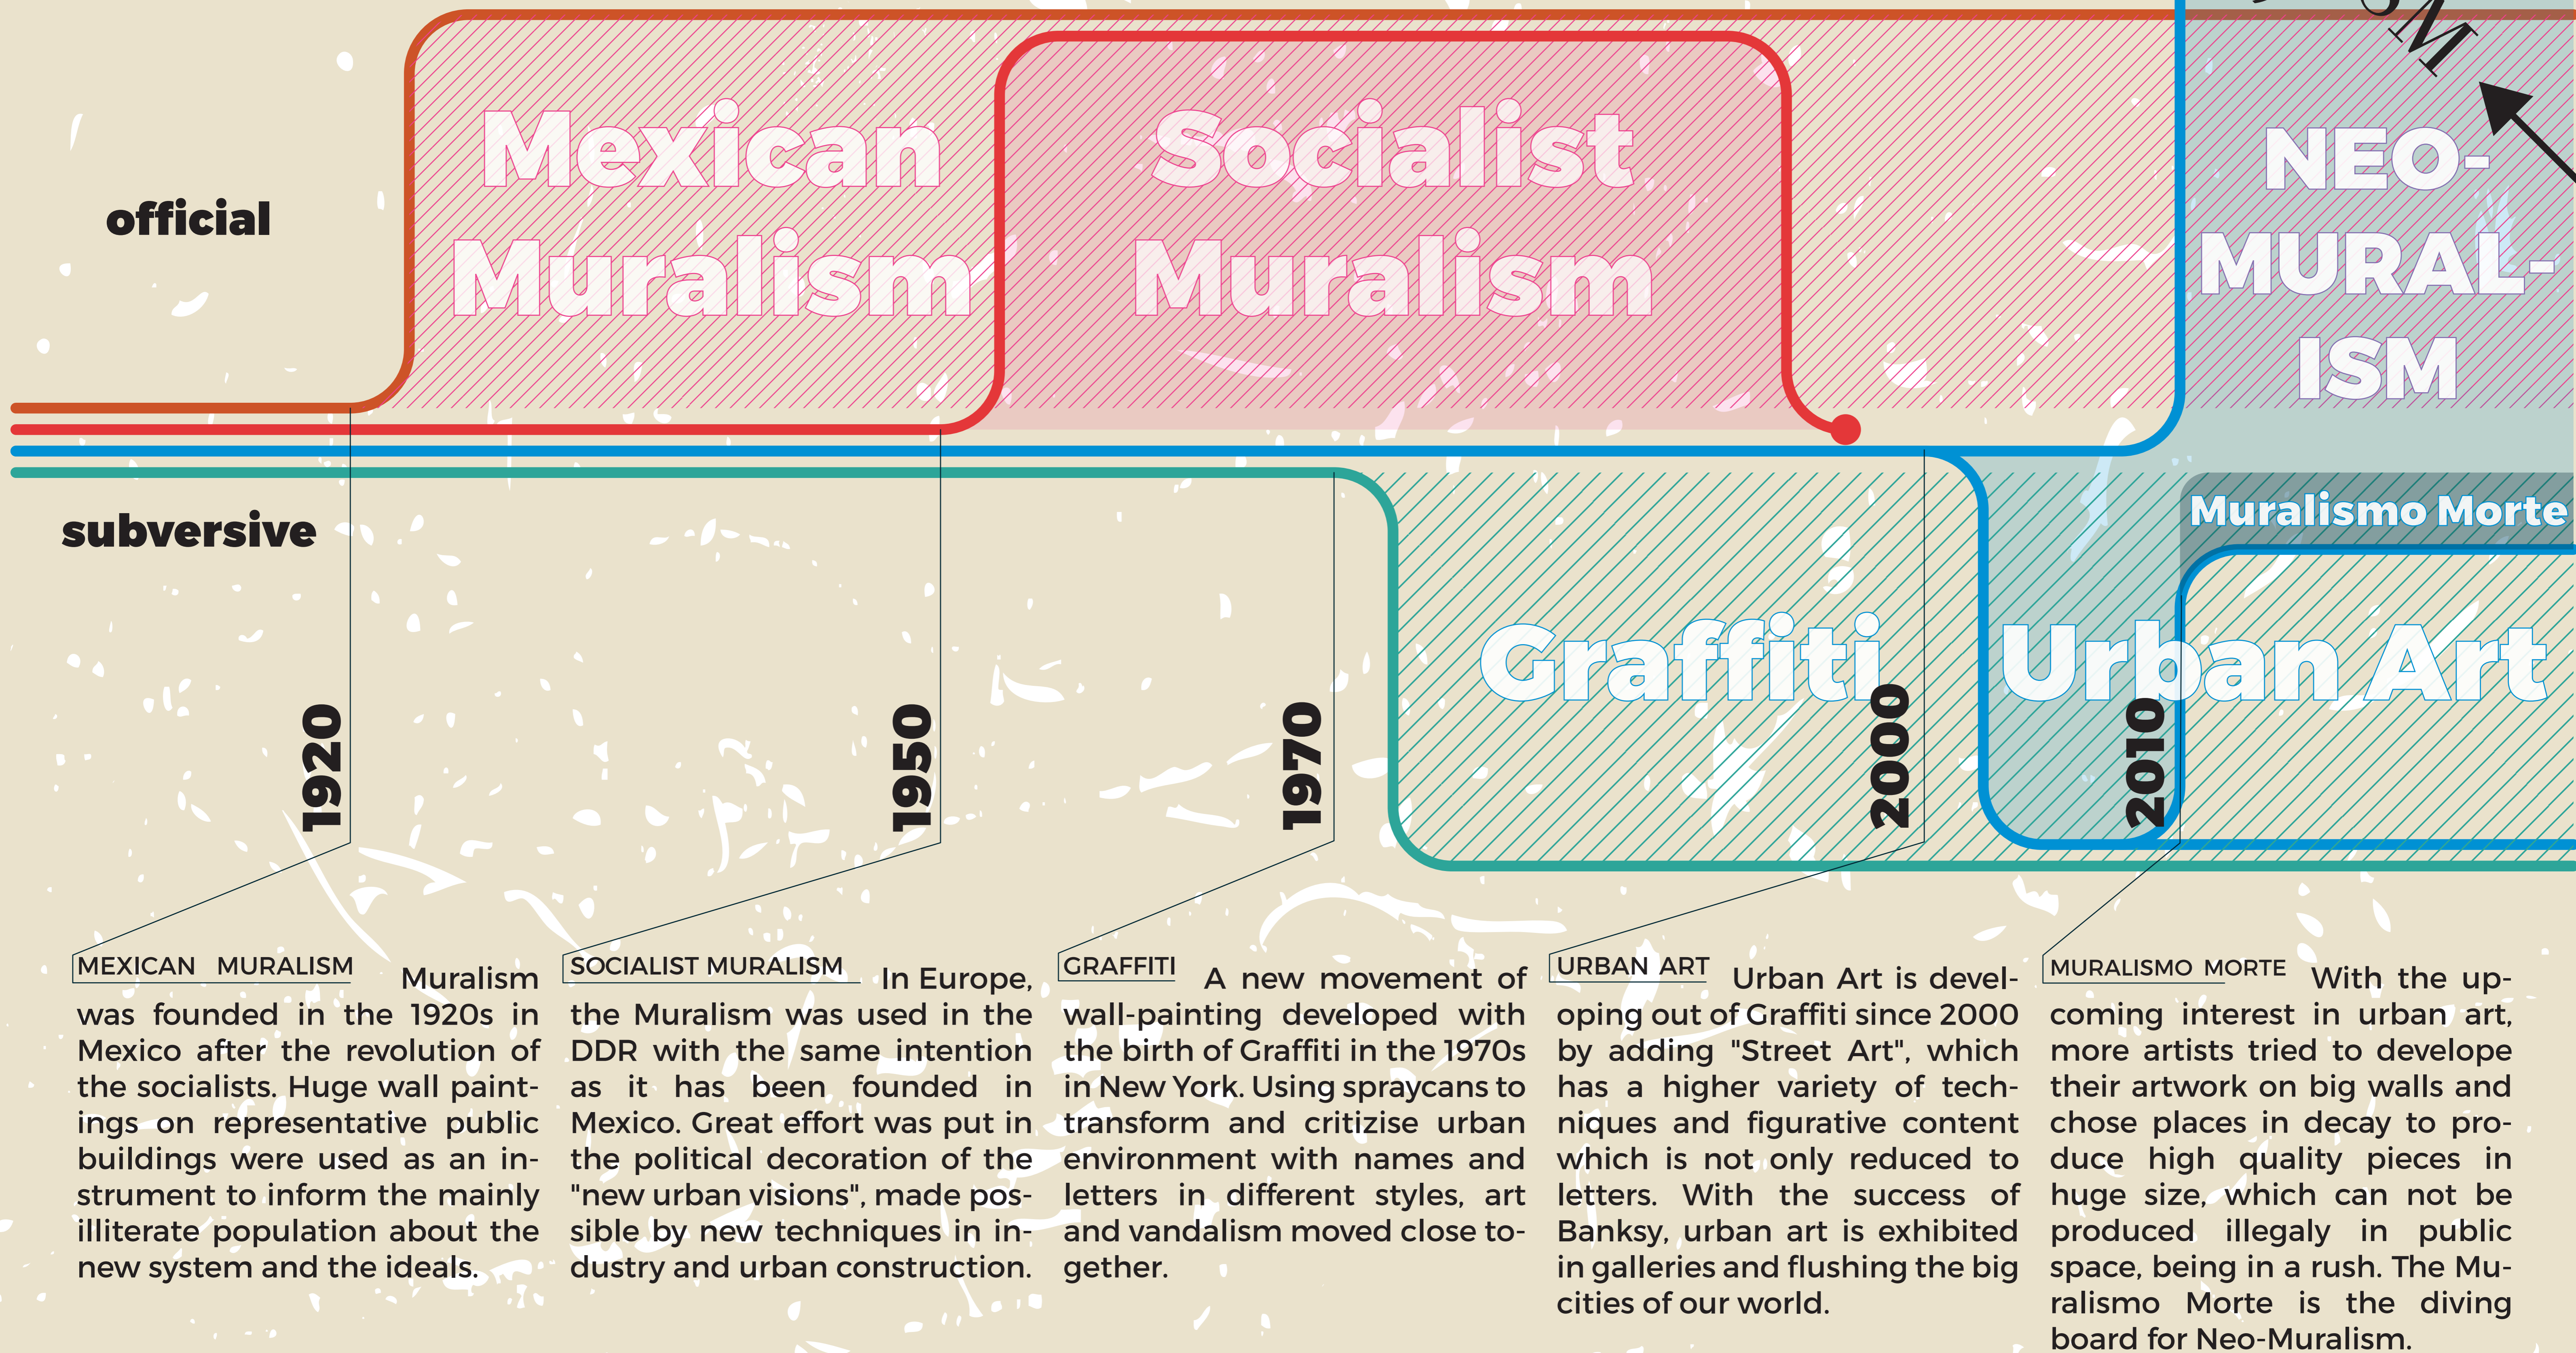 Mexican
Muralism
Socialist
Muralism
NEO-
MURAL-
ISM
official
subversive
Muralismo Morte
Graffiti
Urban Art
1920
1950
1970
2000
2010
MEXICAN MURALISM Muralism
was founded in the 1920s in
Mexico after the revolution of
the socialists. Huge wall paint-
ings on representative public
buildings were used as an in-
strument to inform the mainly
illiterate population about the
new system and the ideals.
SOCIALIST MURALISM In Europe,
the Muralism was used in the
DDR with the same intention
as it has been founded in
Mexico. Great effort was put in
the political decoration of the
"new urban visions", made pos-
sible by new techniques in in-
dustry and urban construction.
GRAFFITI A new movement of
wall-painting developed with
the birth of Graffiti in the 1970s
in New York. Using spraycans to
transform and critizise urban
environment with names and
letters in different styles, art
and vandalism moved close to-
gether.
URBAN ART Urban Art is devel-
oping out of Graffiti since 2000
by adding "Street Art", which
has a higher variety of tech-
niques and figurative content
which is not only reduced to
letters. With the success of
Banksy, urban art is exhibited
in galleries and flushing the big
cities of our world.
MURALISMO MORTE With the up-
coming interest in urban art,
more artists tried to develope
their artwork on big walls and
chose places in decay to pro-
duce high quality pieces in
huge size, which can not be
produced illegaly in public
space, being in a rush. The Mu-
ralismo Morte is the diving
board for Neo-Muralism.